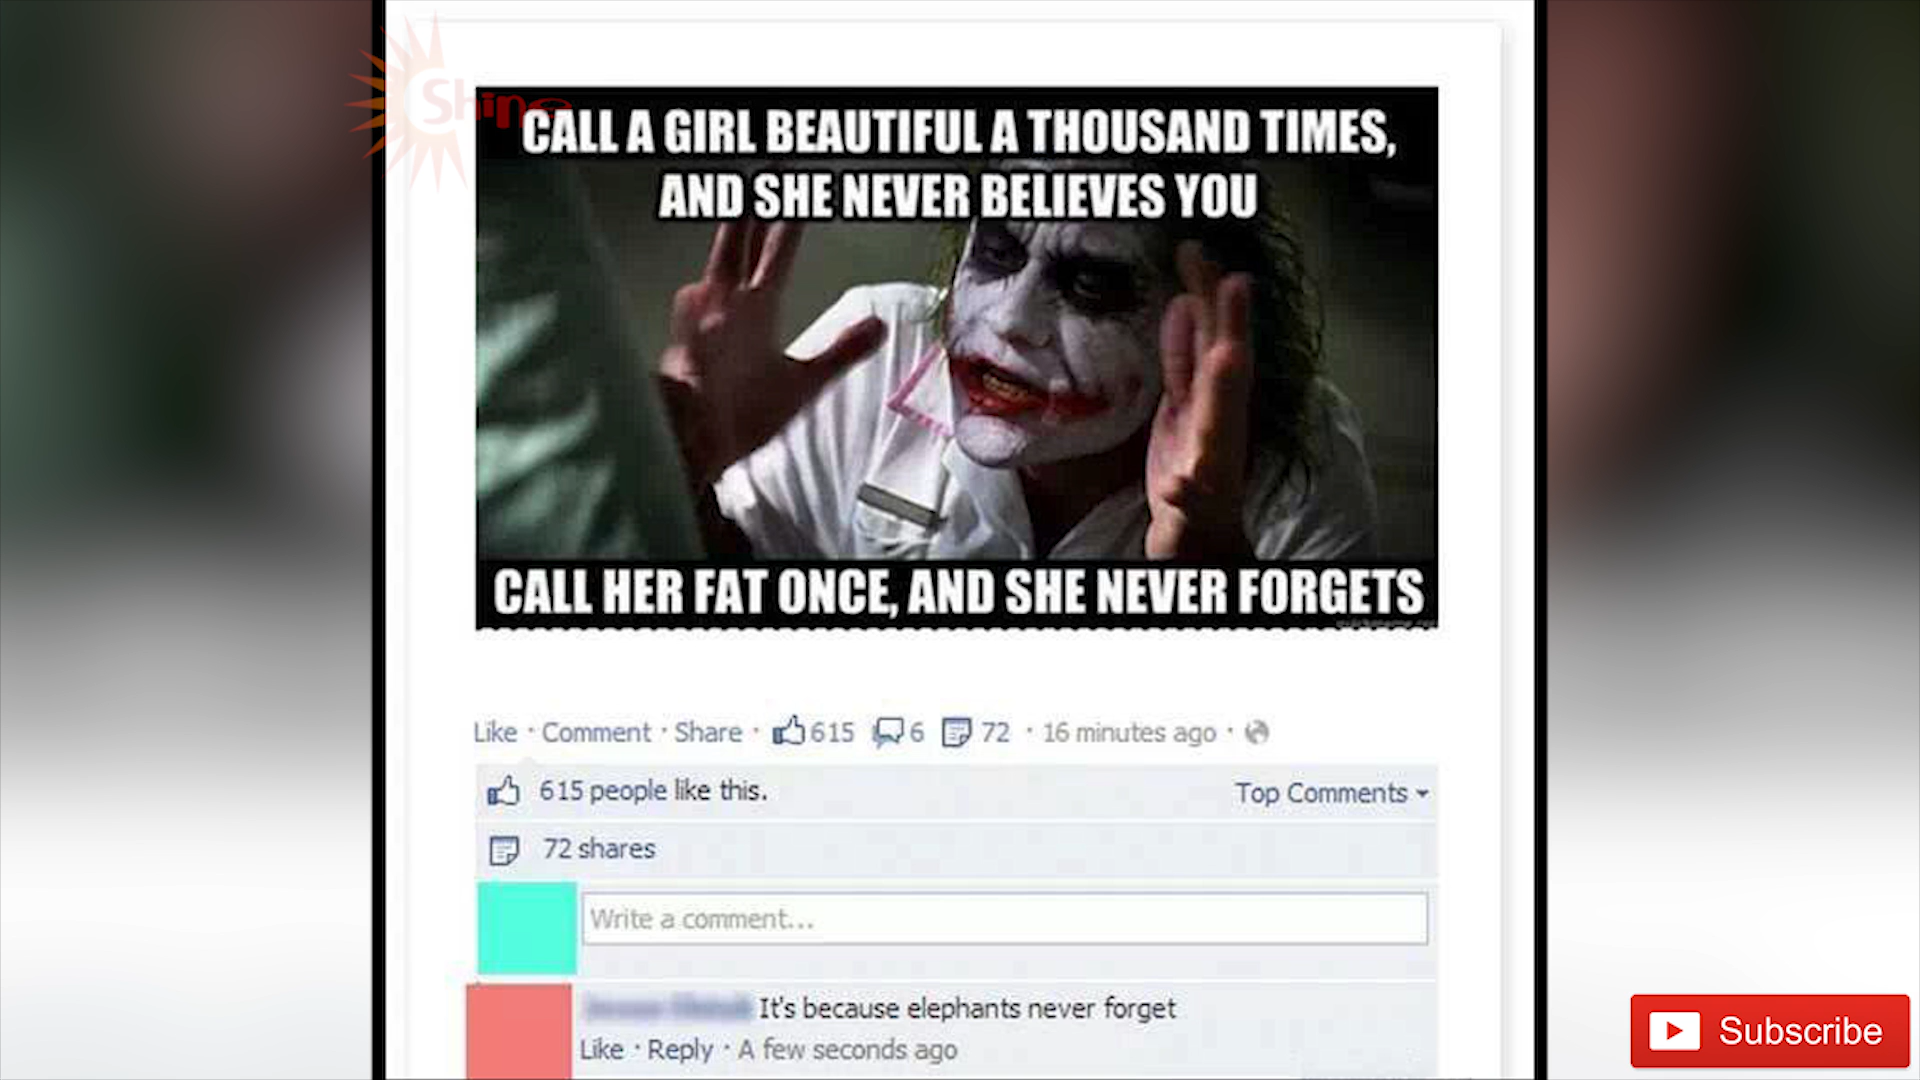 Shine
CALL A GIRL BEAUTIFUL A THOUSAND TIMES,
AND SHE NEVER BELIEVES YOU
CALL HER FAT ONCE, AND SHE NEVER FORGETS
Like · Comment · Share · 615 6 72 · 16 minutes ago ·
615 people like this.
Top Comments
72 shares
Write a comment...
It's because elephants never forget
Like · Reply · A few seconds ago
Subscribe